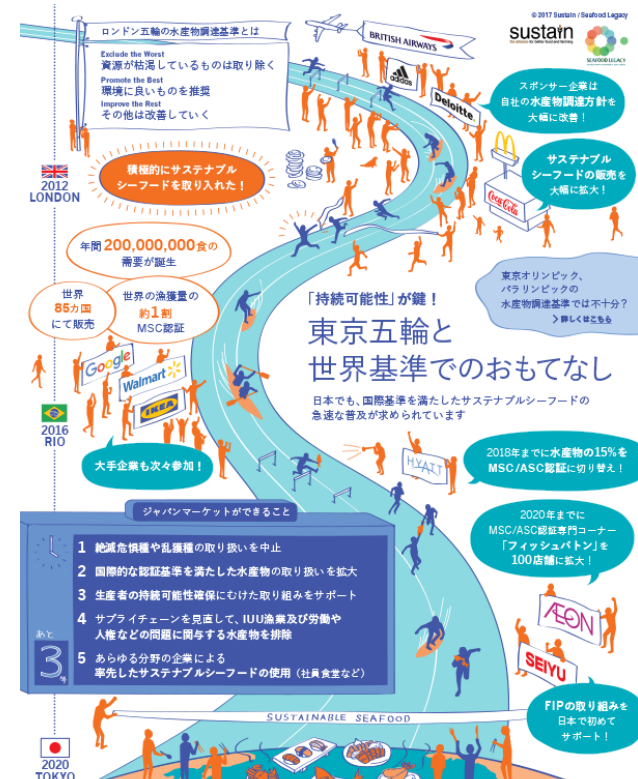 © 2017 Sustain / Seafood Legacy
sustain
SEAFOOD LEGACY
ロンドン五輪の水産物調達基準とは
Exclude the Worst
資源が枯渇しているものは取り除く
Promote the Best
環境に良いものを推奨
Improve the Rest
その他は改善していく
BRITISH AIRWAYS
adidas
Deloitte.
スポンサー企業は
自社の水産物調達方針を
大幅に改善!
2012
LONDON
積極的にサステナブル
シーフードを取り入れた!
サステナブル
シーフードの販売を
大幅に拡大!
Coca-Cola
年間200,000,000食の
需要が誕生
世界
85カ国
にて販売
世界の漁獲量の
約1割
MSC認証
東京オリンピック、
パラリンピックの
水産物調達基準では不十分?
詳しくはこちら
「持続可能性」が鍵!
東京五輪と
世界基準でのおもてなし
日本でも、国際基準を満たしたサステナブルシーフードの
急速な普及が求められています
Google
Walmart
IKEA
2016
RIO
大手企業も次々参加!
HYATT
2018年までに水産物の15%を
MSC/ASC認証に切り替え!
ジャパンマーケットができること
1 絶滅危惧種や乱獲種の取り扱いを中止
2 国際的な認証基準を満たした水産物の取り扱いを拡大
3 生産者の持続可能性確保にむけた取り組みをサポート
4 サプライチェーンを見直して、IUU漁業及び労働や
人権などの問題に関与する水産物を排除
5 あらゆる分野の企業による
率先したサステナブルシーフードの使用(社員食堂など)
あと
3年
2020年までに
MSC/ASC認証専門コーナー
「フィッシュバトン」を
100店舗に拡大!
ÆON
SEIYU
FIPの取り組みを
日本で初めて
サポート!
SUSTAINABLE SEAFOOD
2020
TOKYO